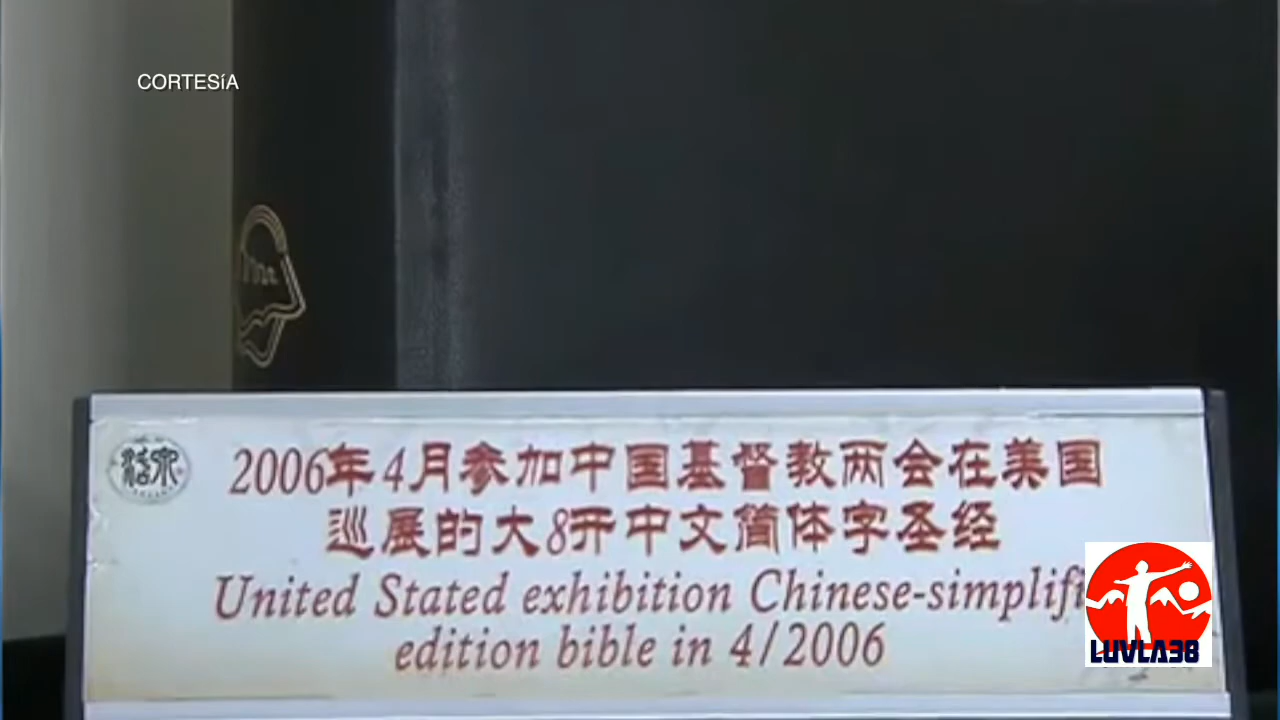 CORTESíA
2006年4月参加中国基督教两会在美国
巡展的大8开中文简体字圣经
United Stated exhibition Chinese-simplifi
edition bible in 4/2006
LUVLA38